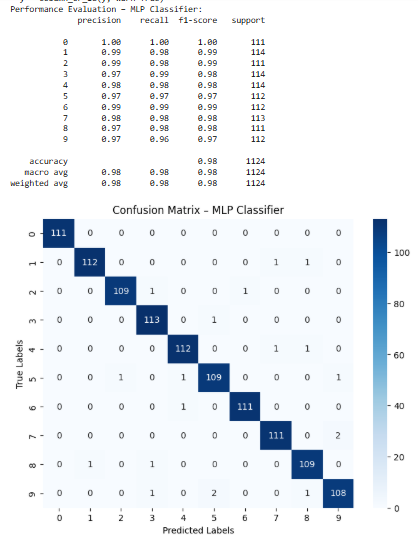 Performance Evaluation – MLP Classifier:
precision recall f1-score support
0 1.00 1.00 1.00 111
1 0.99 0.98 0.99 114
2 0.99 0.98 0.99 111
3 0.97 0.99 0.98 114
4 0.98 0.98 0.98 114
5 0.97 0.97 0.97 112
6 0.99 0.99 0.99 112
7 0.98 0.98 0.98 113
8 0.97 0.98 0.98 111
9 0.97 0.96 0.97 112
accuracy 0.98 1124
macro avg 0.98 0.98 0.98 1124
weighted avg 0.98 0.98 0.98 1124
Confusion Matrix – MLP Classifier
True Labels
0 111 0 0 0 0 0 0 0 0 0
1 0 112 0 0 0 0 0 1 1 0
2 0 0 109 1 0 0 1 0 0 0
3 0 0 0 113 0 1 0 0 0 0
4 0 0 0 0 112 0 0 1 1 0
5 0 0 1 0 1 109 0 0 0 1
6 0 0 0 0 1 0 111 0 0 0
7 0 0 0 0 0 0 0 111 0 2
8 0 1 0 1 0 0 0 0 109 0
9 0 0 0 1 0 2 0 0 1 108
0 1 2 3 4 5 6 7 8 9
Predicted Labels
100
80
60
40
20
0